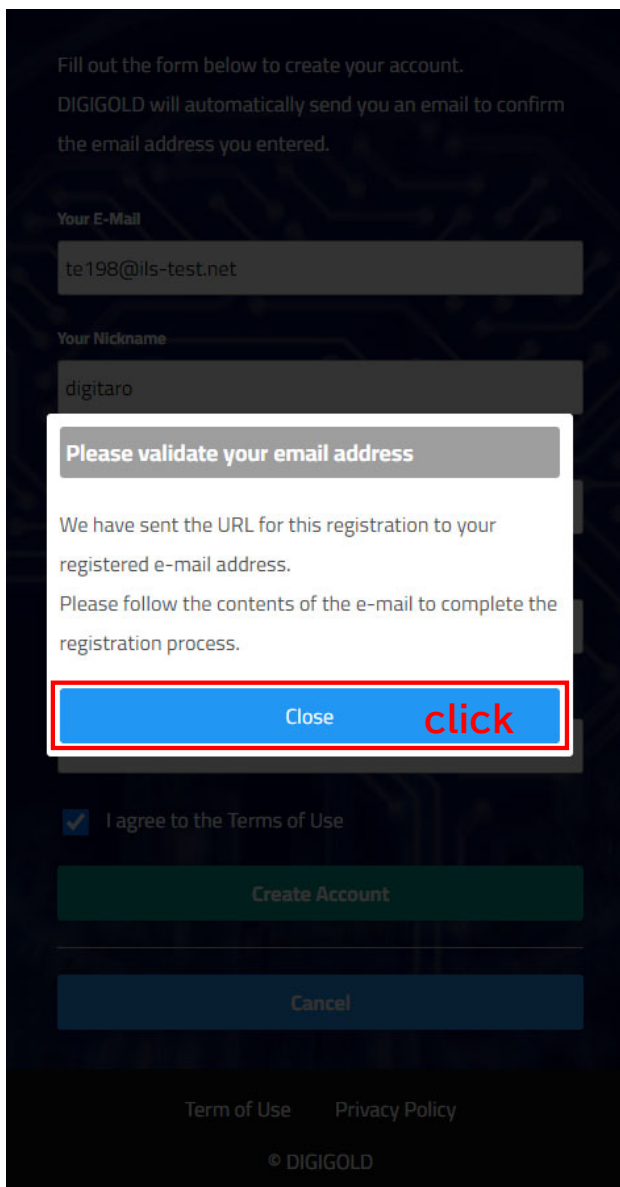 Fill out the form below to create your account.
DIGIGOLD will automatically send you an email to confirm
the email address you entered.
Your E-Mail
te198@ils-test.net
Your Nickname
digitaro
Please validate your email address
We have sent the URL for this registration to your
registered e-mail address.
Please follow the contents of the e-mail to complete the
registration process.
Close click
I agree to the Terms of Use
Create Account
Cancel
Term of Use Privacy Policy
© DIGIGOLD